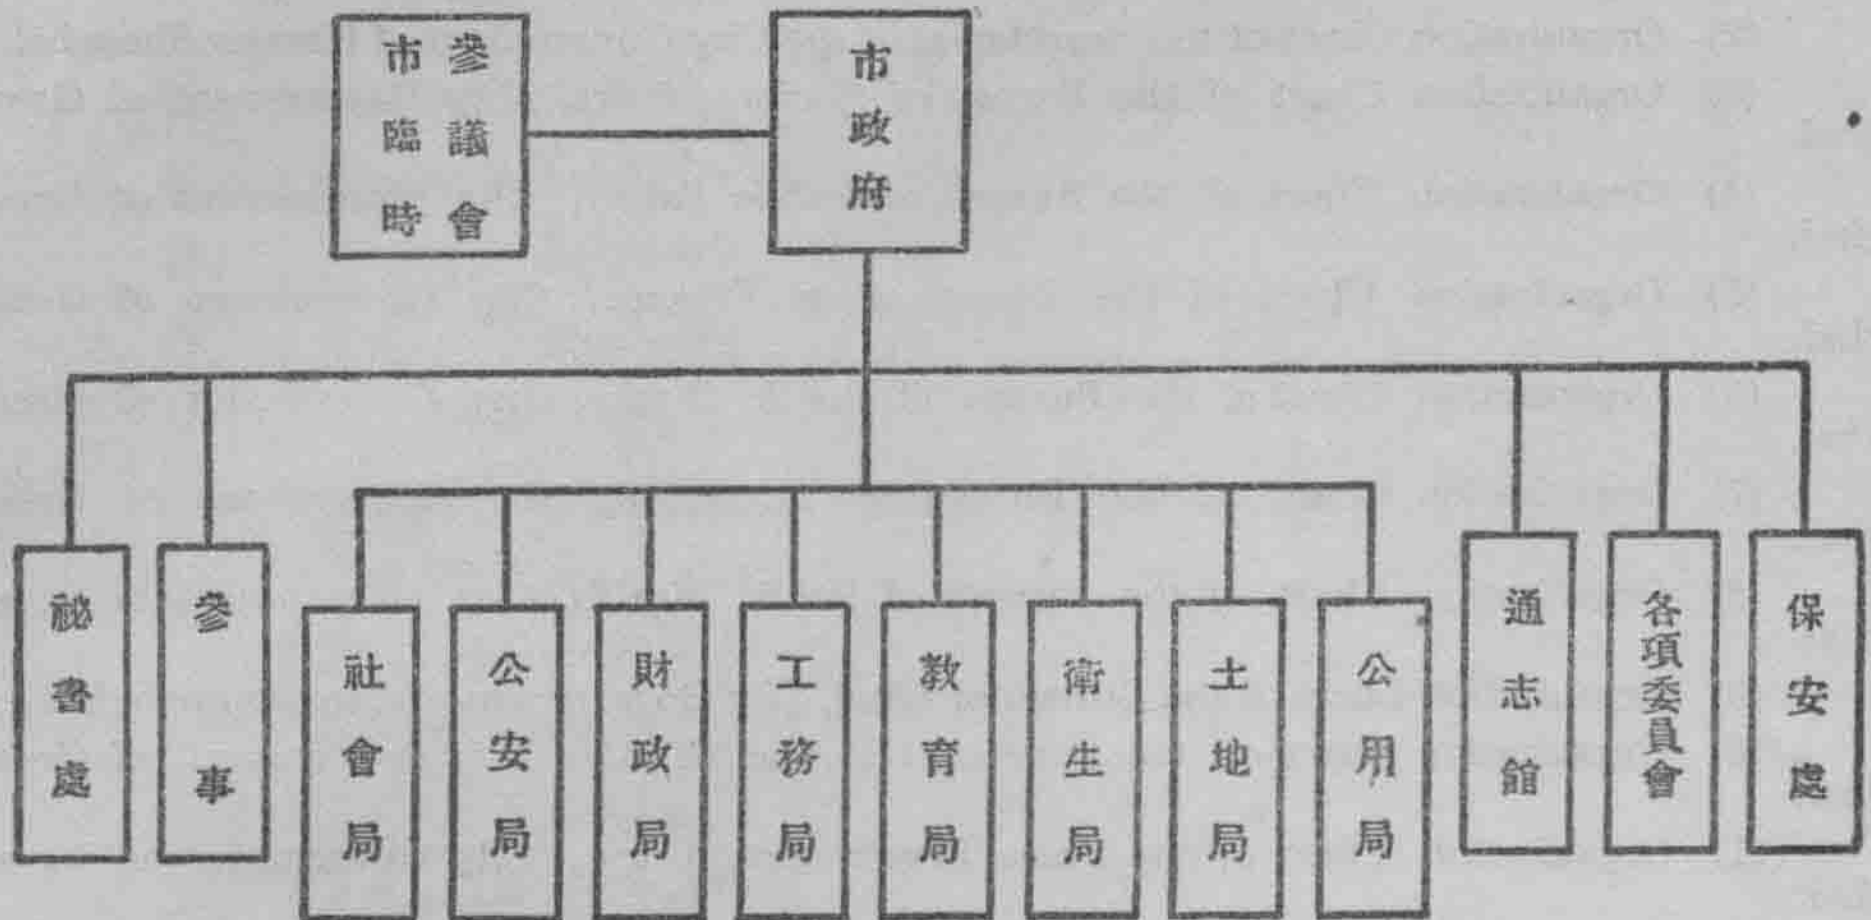 市臨時
參議會
市政府
祕書處
參事
社會局
公安局
財政局
工務局
教育局
衛生局
土地局
公用局
通志館
各項委員會
保安處